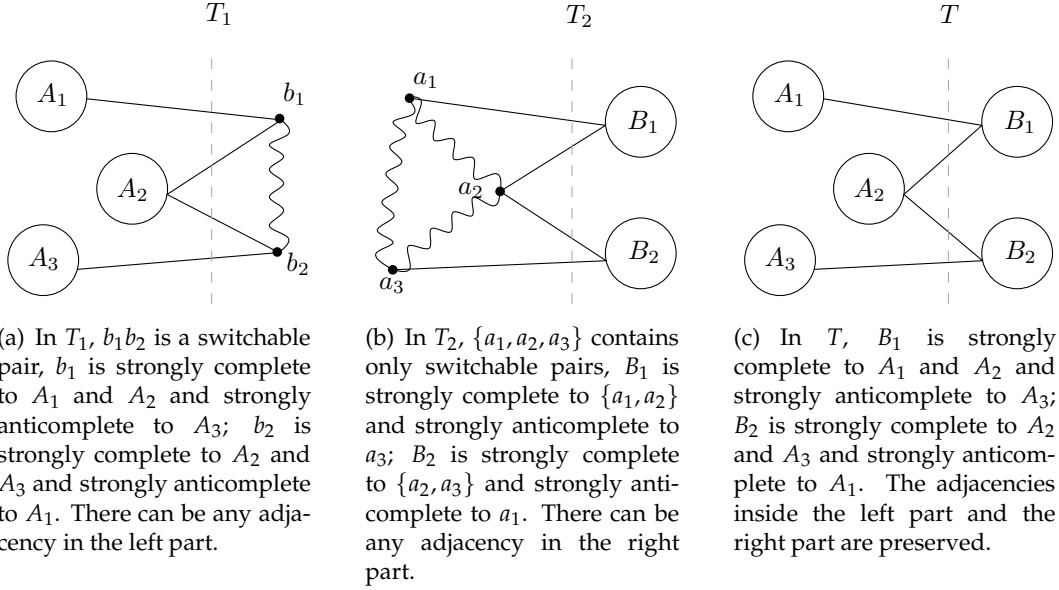 T1
T2
T
A1
b1
A2
A3
b2
a1
B1
a2
B2
a3
A1
B1
A2
B2
A3
(a) In T1, b1b2 is a switchable
pair, b1 is strongly complete
to A1 and A2 and strongly
anticomplete to A3; b2 is
strongly complete to A2 and
A3 and strongly anticomplete
to A1. There can be any adja-
cency in the left part.
(b) In T2, {a1, a2, a3} contains
only switchable pairs, B1 is
strongly complete to {a1, a2}
and strongly anticomplete to
a3; B2 is strongly complete
to {a2, a3} and strongly anti-
complete to a1. There can be
any adjacency in the right
part.
(c) In T, B1 is strongly
complete to A1 and A2 and
strongly anticomplete to A3;
B2 is strongly complete to A2
and A3 and strongly anticom-
plete to A1. The adjacencies
inside the left part and the
right part are preserved.